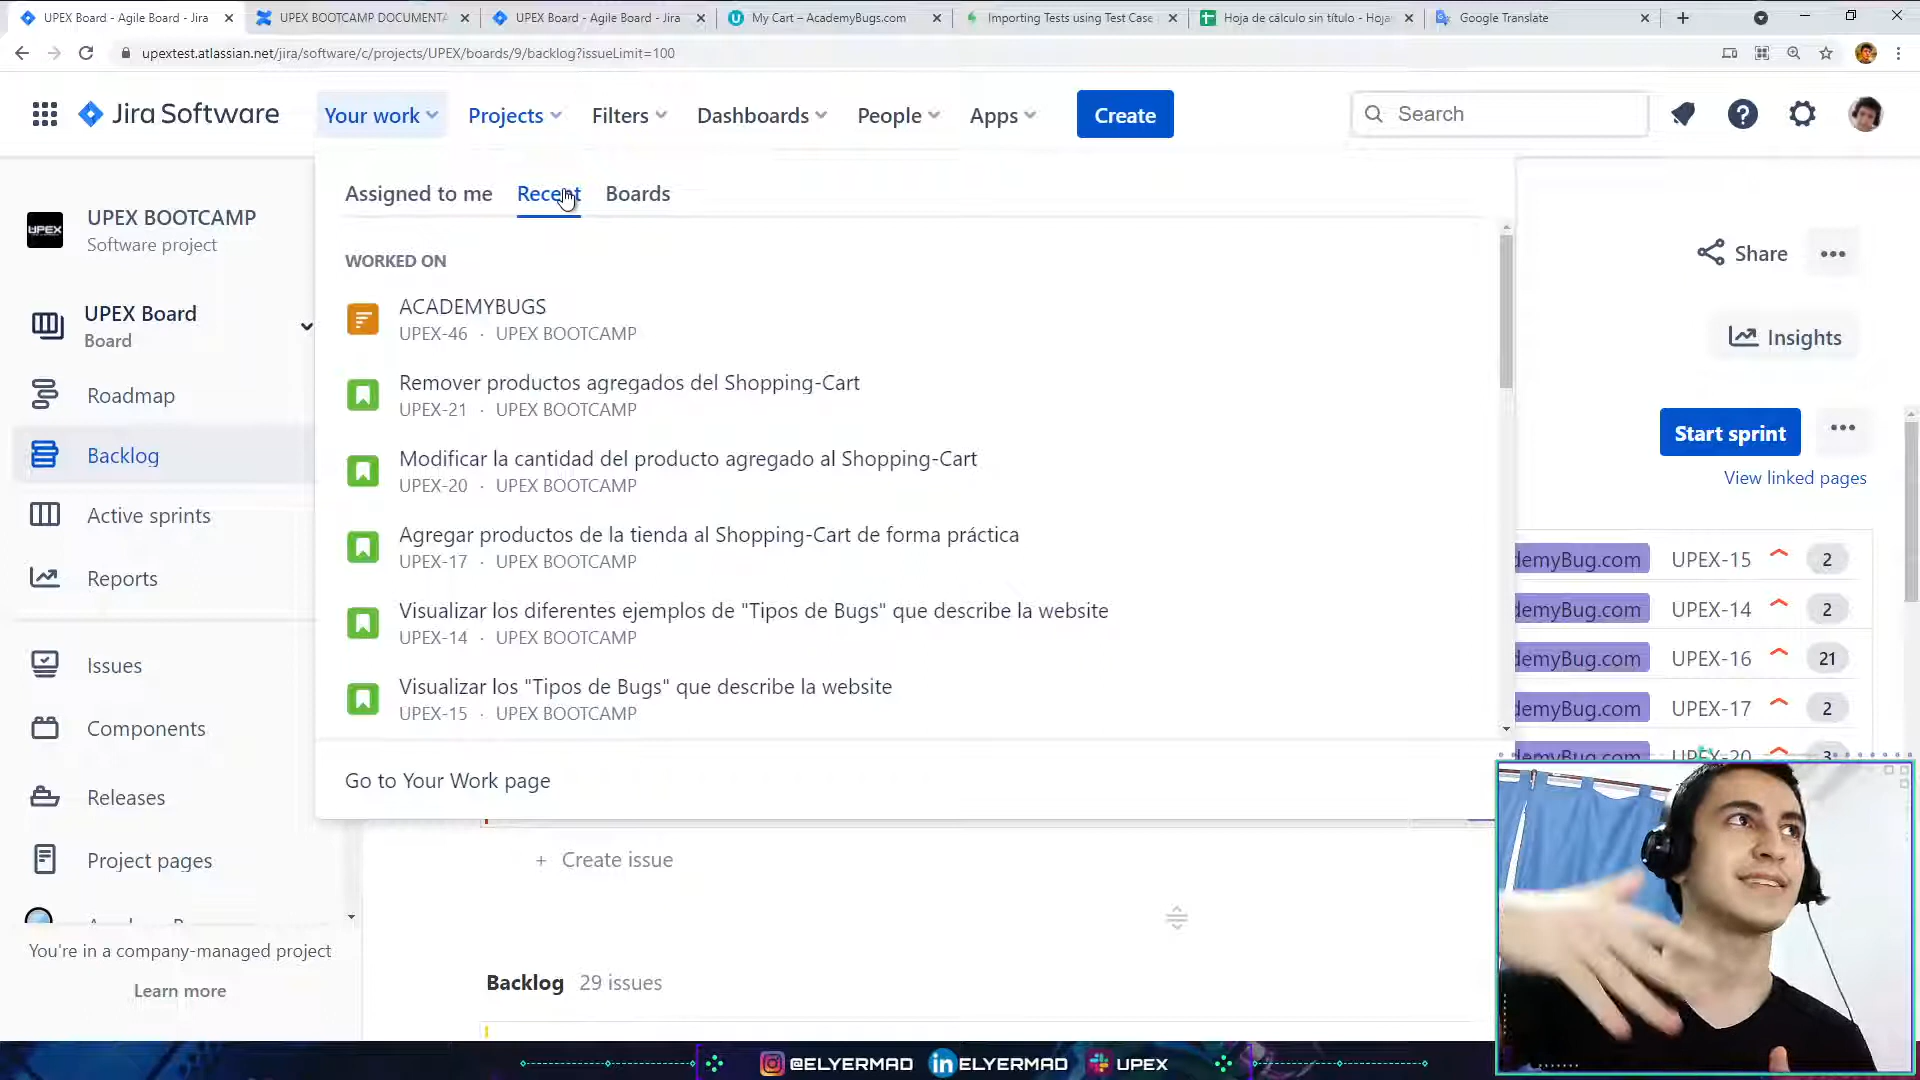 UPEX Board - Agile Board - Jira
UPEX BOOTCAMP DOCUMENTA
UPEX Board - Agile Board - Jira
My Cart – AcademyBugs.com
Importing Tests using Test Case
Hoja de cálculo sin título - Hoja
Google Translate
upextest.atlassian.net/jira/software/c/projects/UPEX/boards/9/backlog?issueLimit=100
Jira Software
Your work
Projects
Filters
Dashboards
People
Apps
Create
Search
UPEX
UPEX BOOTCAMP
Software project
UPEX Board
Board
Roadmap
Backlog
Active sprints
Reports
Issues
Components
Releases
Project pages
You're in a company-managed project
Learn more
Assigned to me
Recent
Boards
WORKED ON
ACADEMYBUGS
UPEX-46 · UPEX BOOTCAMP
Remover productos agregados del Shopping-Cart
UPEX-21 · UPEX BOOTCAMP
Modificar la cantidad del producto agregado al Shopping-Cart
UPEX-20 · UPEX BOOTCAMP
Agregar productos de la tienda al Shopping-Cart de forma práctica
UPEX-17 · UPEX BOOTCAMP
Visualizar los diferentes ejemplos de "Tipos de Bugs" que describe la website
UPEX-14 · UPEX BOOTCAMP
Visualizar los "Tipos de Bugs" que describe la website
UPEX-15 · UPEX BOOTCAMP
Go to Your Work page
Share
Insights
Start sprint
View linked pages
demyBug.com UPEX-15 2
demyBug.com UPEX-14 2
demyBug.com UPEX-16 21
demyBug.com UPEX-17 2
demyBug.com UPEX-20 3
+ Create issue
Backlog 29 issues
@ELYERMAD
ELYERMAD
UPEX